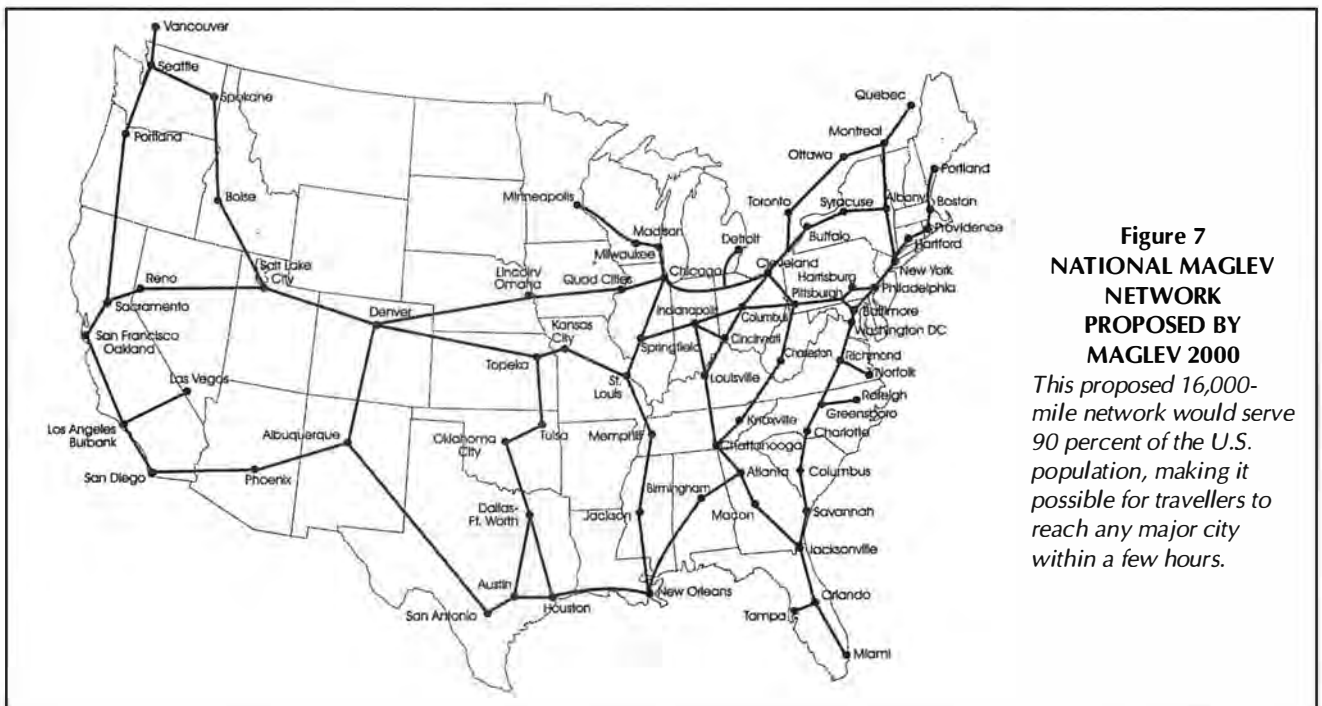 Vancouver
Seattle
Spokane
Portland
Boise
Quebec
Montreal
Ottawa
Portland
Minneapolis
Toronto
Syracuse
Albany
Boston
Madison
Detroit
Buffalo
Providence
Milwaukee
Hartford
Reno
Salt Lake
City
Lincoln/
Omaha
Quad Cities
Chicago
Cleveland
Harrisburg
New York
Sacramento
Denver
Pittsburgh
Philadelphia
San Francisco
Oakland
Kansas
City
Indianapolis
Columbus
Baltimore
Washington DC
Topeka
Springfield
Cincinnati
Charleston
Richmond
Las Vegas
St.
Louis
Louisville
Norfolk
Los Angeles
Burbank
Albuquerque
Oklahoma
City
Tulsa
Memphis
Knoxville
Raleigh
Greensboro
Chattanooga
Charlotte
San Diego
Phoenix
Birmingham
Atlanta
Columbus
Dallas-
Ft. Worth
Jackson
Macon
Savannah
Jacksonville
Austin
San Antonio
Houston
New Orleans
Orlando
Tampa
Miami
Figure 7
NATIONAL MAGLEV
NETWORK
PROPOSED BY
MAGLEV 2000
This proposed 16,000-
mile network would serve
90 percent of the U.S.
population, making it
possible for travellers to
reach any major city
within a few hours.